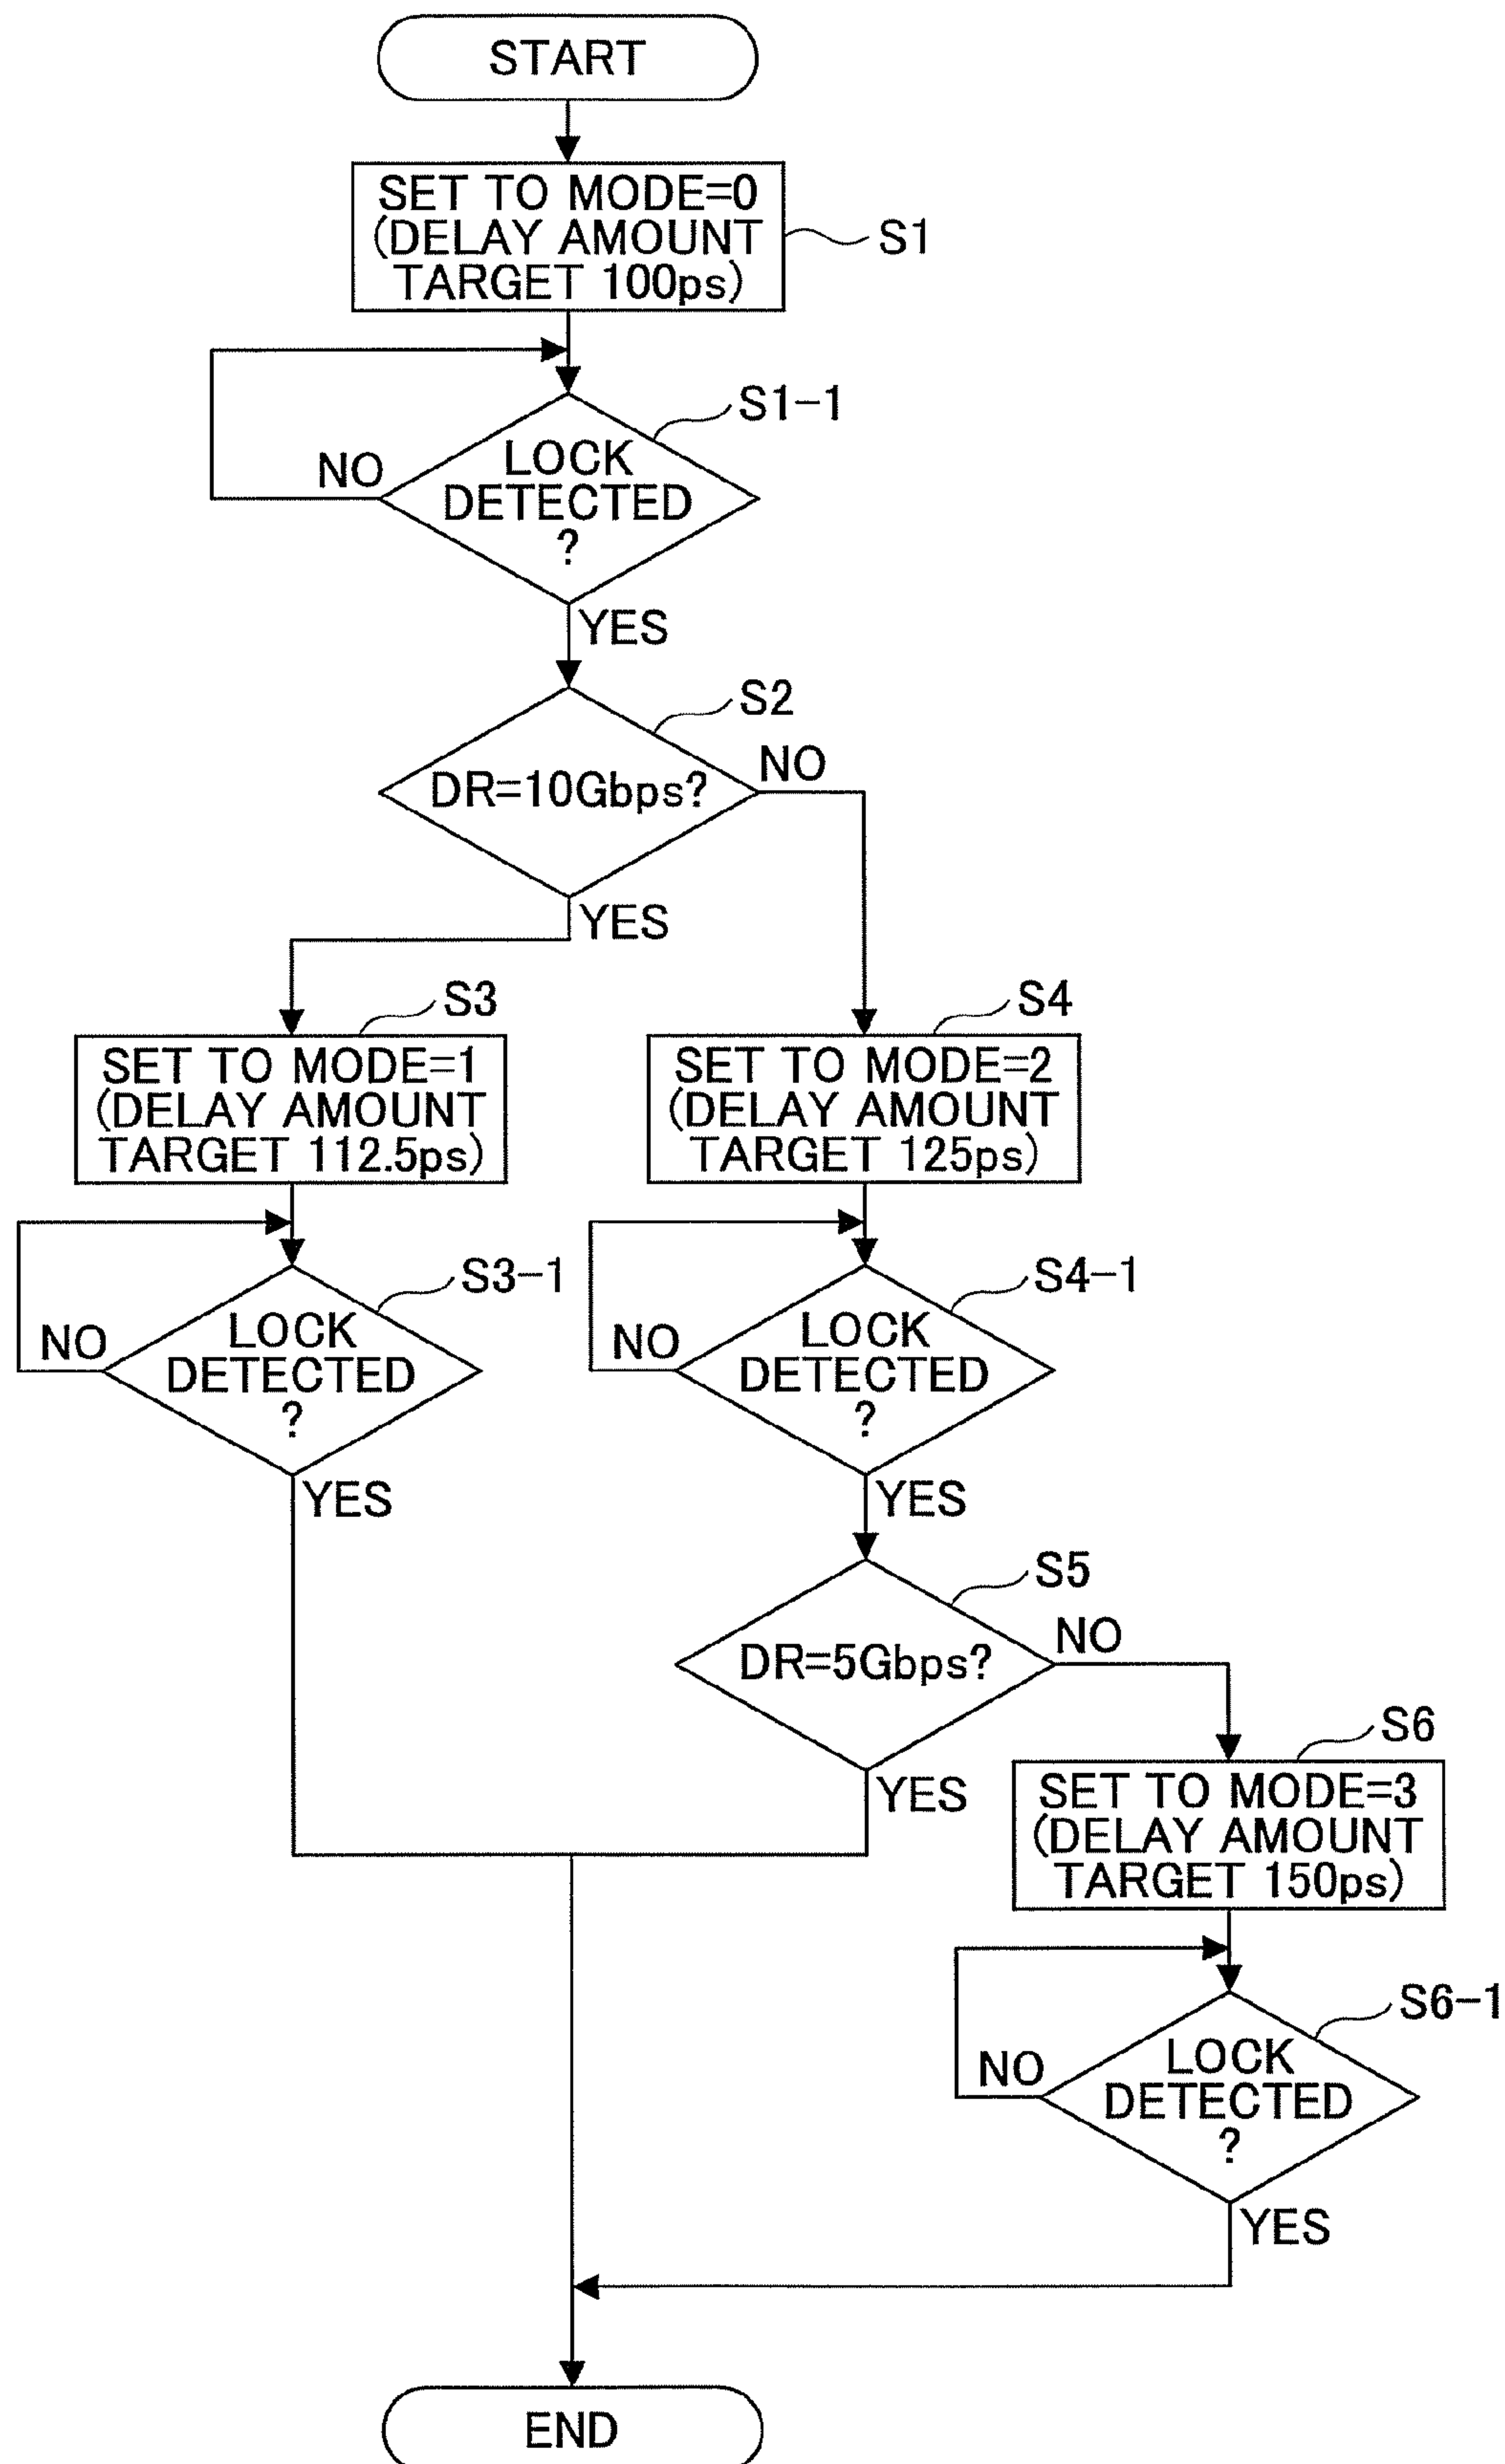 START
SET TO MODE=0
(DELAY AMOUNT
TARGET 100ps)
S1
S1-1
LOCK
DETECTED
?
NO
YES
S2
DR=10Gbps?
NO
YES
S3
SET TO MODE=1
(DELAY AMOUNT
TARGET 112.5ps)
S4
SET TO MODE=2
(DELAY AMOUNT
TARGET 125ps)
S3-1
LOCK
DETECTED
?
NO
YES
S4-1
LOCK
DETECTED
?
NO
YES
S5
DR=5Gbps?
NO
YES
S6
SET TO MODE=3
(DELAY AMOUNT
TARGET 150ps)
S6-1
LOCK
DETECTED
?
NO
YES
END